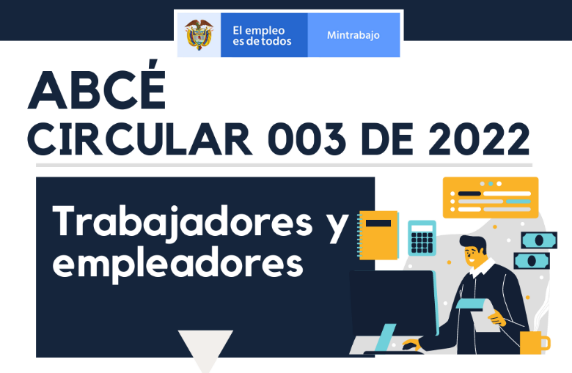 El empleo
es de todos
Mintrabajo
ABCÉ
CIRCULAR 003 DE 2022
Trabajadores y
empleadores